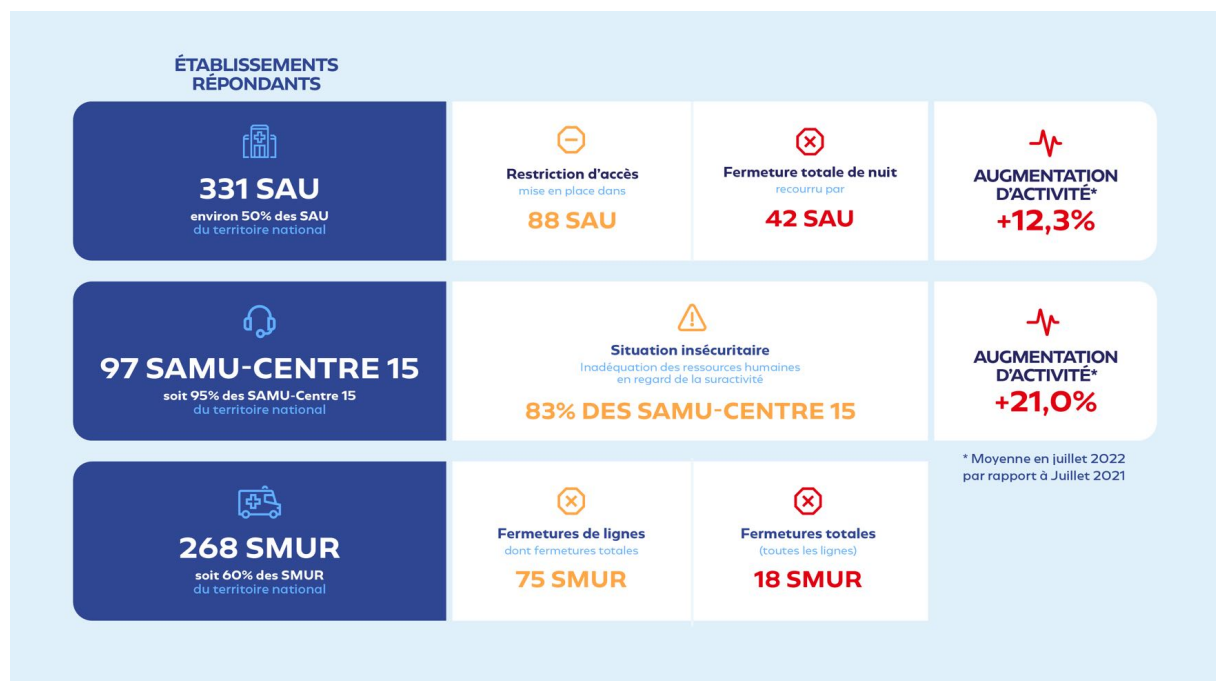 ÉTABLISSEMENTS
RÉPONDANTS
331 SAU
environ 50% des SAU
du territoire national
Restriction d'accès
mise en place dans
88 SAU
Fermeture totale de nuit
recourru par
42 SAU
AUGMENTATION
D'ACTIVITÉ*
+12,3%
97 SAMU-CENTRE 15
soit 95% des SAMU-Centre 15
du territoire national
Situation insécuritaire
Inadéquation des ressources humaines
en regard de la suractivité
83% DES SAMU-CENTRE 15
AUGMENTATION
D'ACTIVITÉ*
+21,0%
* Moyenne en juillet 2022
par rapport à Juillet 2021
268 SMUR
soit 60% des SMUR
du territoire national
Fermetures de lignes
dont fermetures totales
75 SMUR
Fermetures totales
(toutes les lignes)
18 SMUR